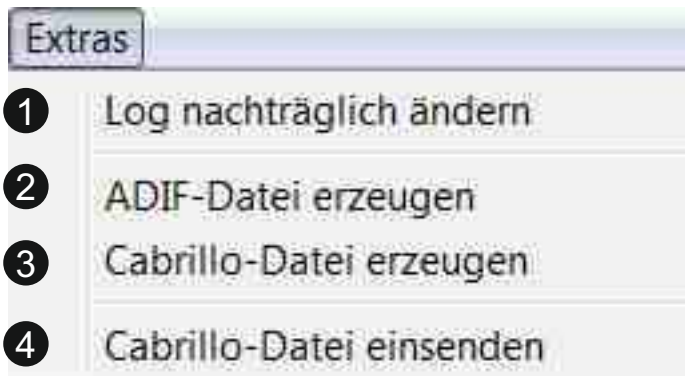 Extras
1 Log nachträglich ändern
2 ADIF-Datei erzeugen
3 Cabrillo-Datei erzeugen
4 Cabrillo-Datei einsenden